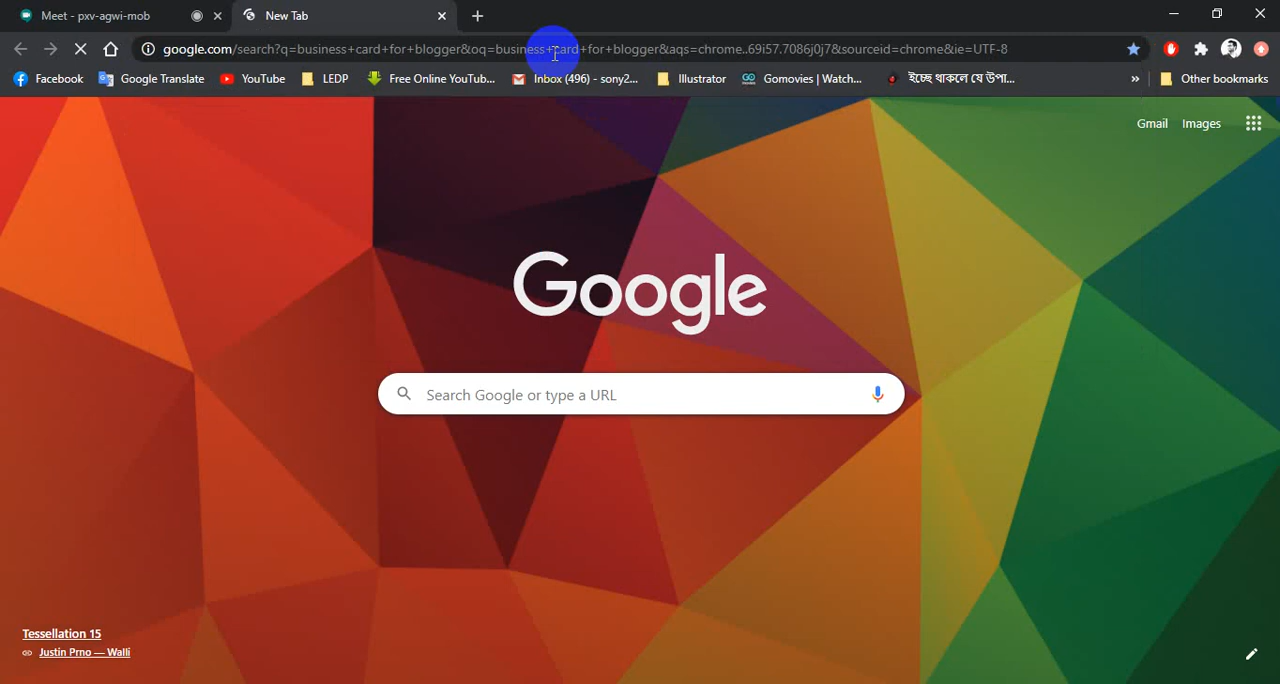 Meet - pxv-agwi-mob
New Tab
google.com/search?q=business+card+for+blogger&oq=business+card+for+blogger&aqs=chrome..69i57.7086j0j7&sourceid=chrome&ie=UTF-8
Facebook Google Translate YouTube LEDP Free Online YouTub... Inbox (496) - sony2... Illustrator Gomovies | Watch... ইচ্ছে থাকলে যে উপা... » Other bookmarks
Gmail Images
Google
Search Google or type a URL
Tessellation 15
Justin Prno — Walli